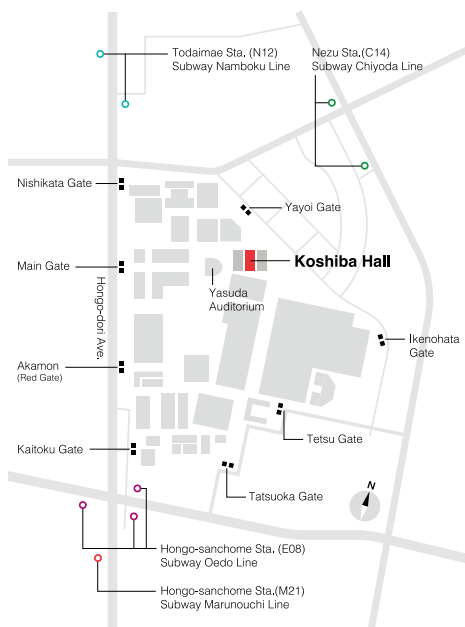 Todaimae Sta. (N12)
Subway Namboku Line
Nezu Sta.(C14)
Subway Chiyoda Line
Nishikata Gate
Yayoi Gate
Koshiba Hall
Main Gate
Yasuda
Auditorium
Hongo-dori Ave.
Ikenohata
Gate
Akamon
(Red Gate)
Tetsu Gate
Kaitoku Gate
Tatsuoka Gate
N
Hongo-sanchome Sta. (E08)
Subway Oedo Line
Hongo-sanchome Sta.(M21)
Subway Marunouchi Line